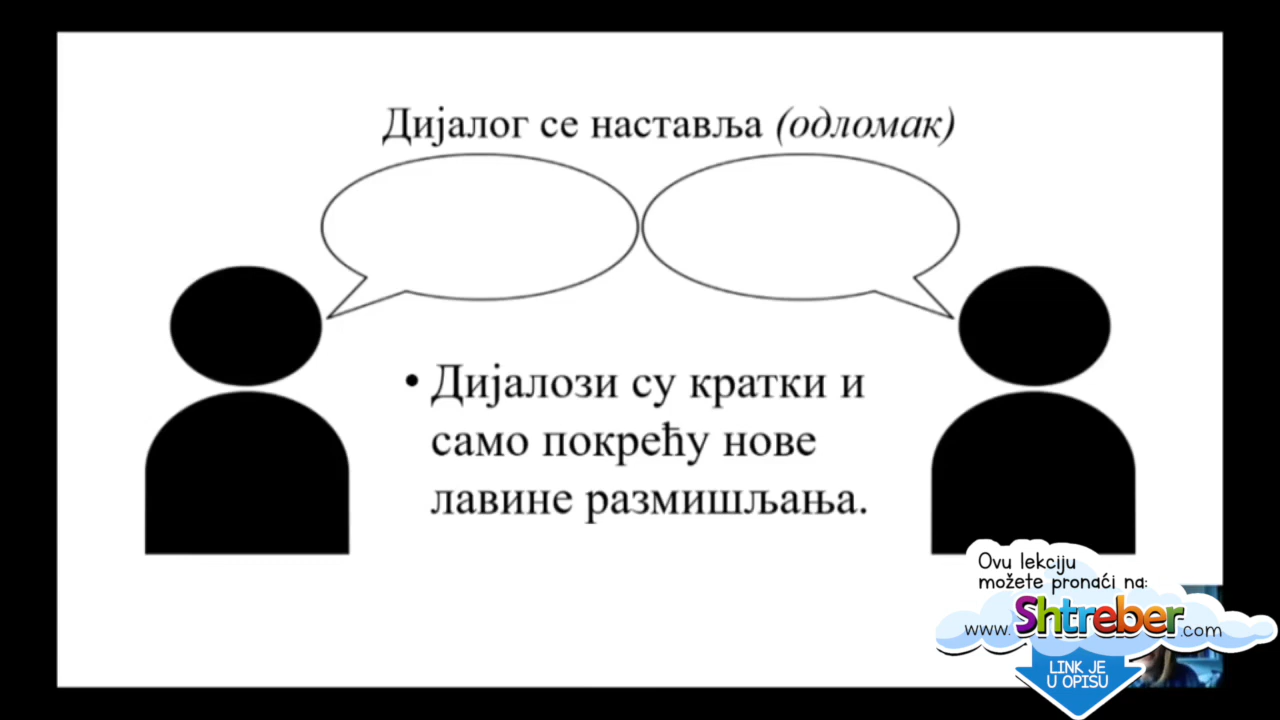 Дијалог се наставља (одломак)
• Дијалози су кратки и
само покрећу нове
лавине размишљања.
Ovu lekciju
možete pronaći na:
www.Shtreber.com
LINK JE
U OPISU